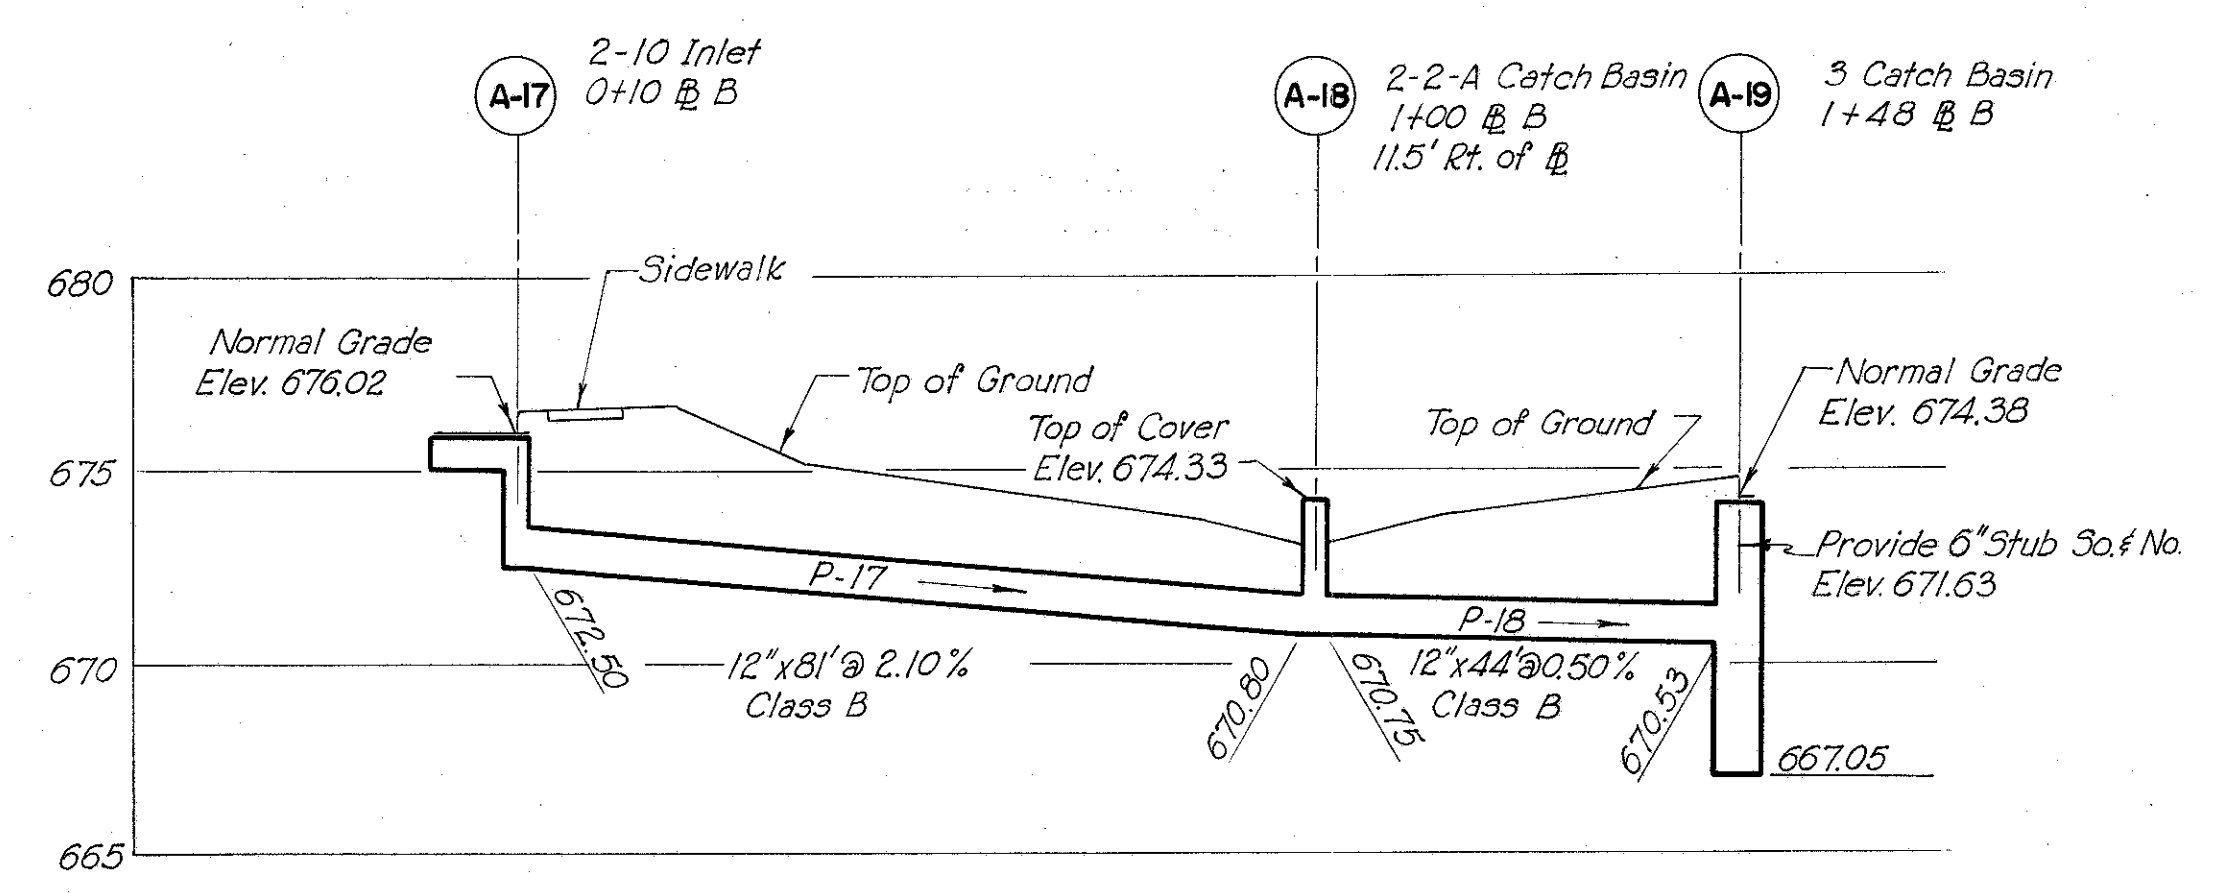 A-17
2-10 Inlet
0+10 BL B
A-18
2-2-A Catch Basin
1+00 BL B
11.5' Rt. of BL
A-19
3 Catch Basin
1+48 BL B
680
Sidewalk
Normal Grade
Elev. 676.02
Top of Ground
Top of Cover
Elev. 674.33
Top of Ground
Normal Grade
Elev. 674.38
675
Provide 6" Stub So. & No.
Elev. 671.63
P-17
P-18
672.50
670
12"x81' @ 2.10%
Class B
670.80
670.75
12"x44'@0.50%
Class B
670.53
667.05
665